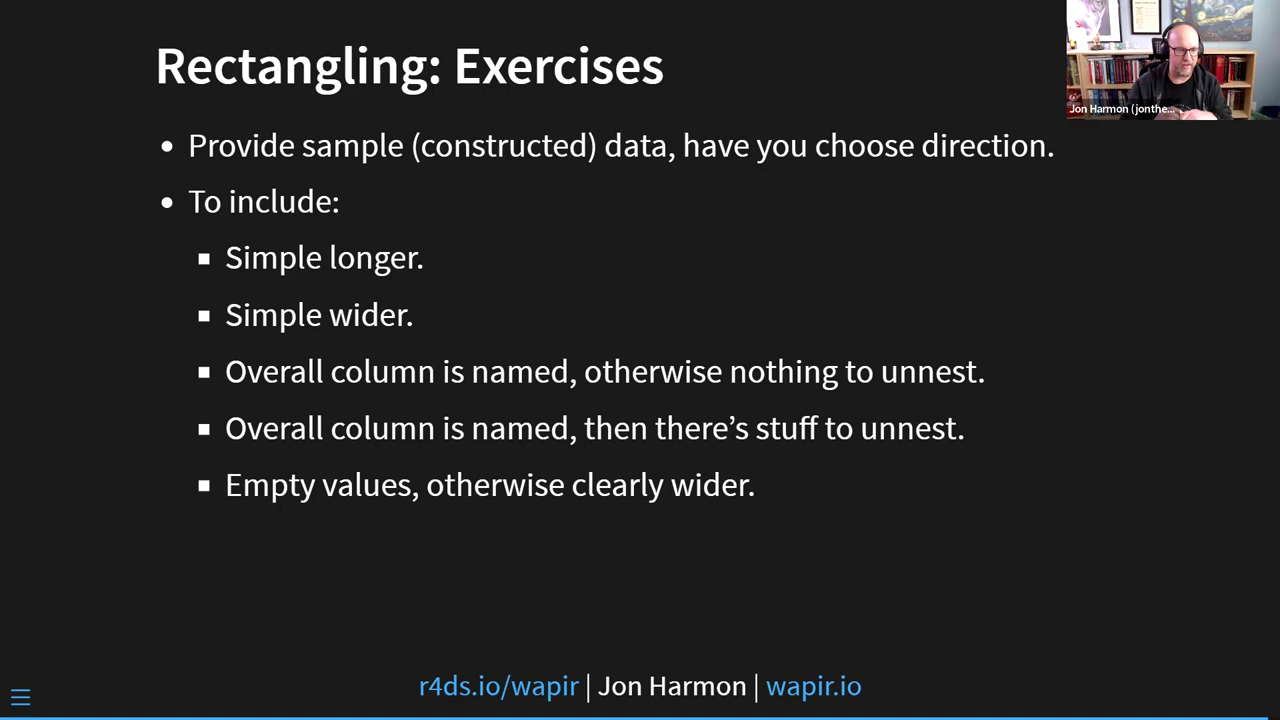 Rectangling: Exercises
Jon Harmon (jonthe...
• Provide sample (constructed) data, have you choose direction.
• To include:
▪ Simple longer.
▪ Simple wider.
▪ Overall column is named, otherwise nothing to unnest.
▪ Overall column is named, then there’s stuff to unnest.
▪ Empty values, otherwise clearly wider.
r4ds.io/wapir | Jon Harmon | wapir.io